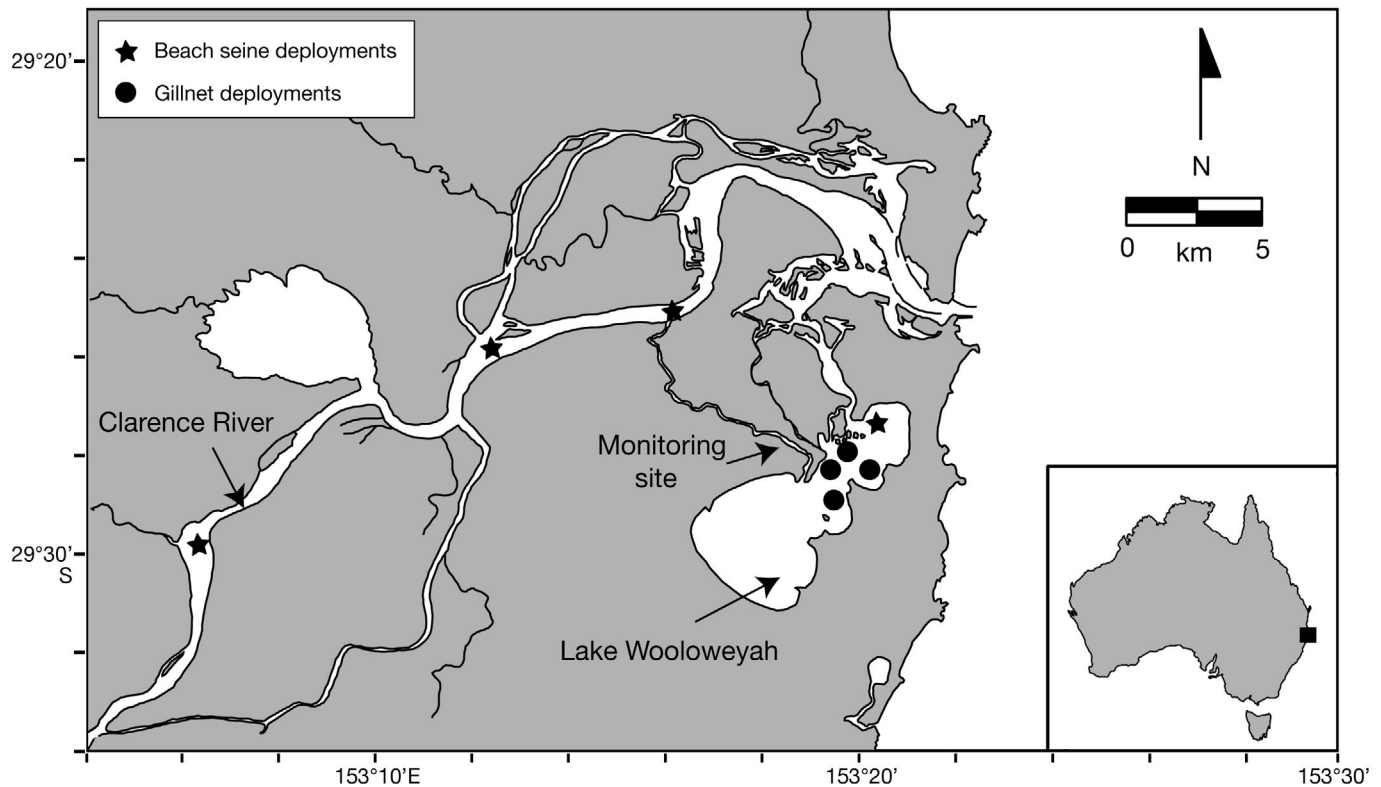 Beach seine deployments
Gillnet deployments
29°20’
N
0 km 5
Clarence River
Monitoring
site
29°30’
S
Lake Wooloweyah
153°10’E
153°20’
153°30’